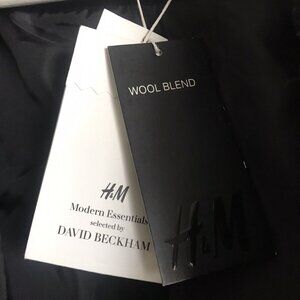 WOOL BLEND
H&M
H&M
Modern Essentials
selected by
DAVID BECKHAM